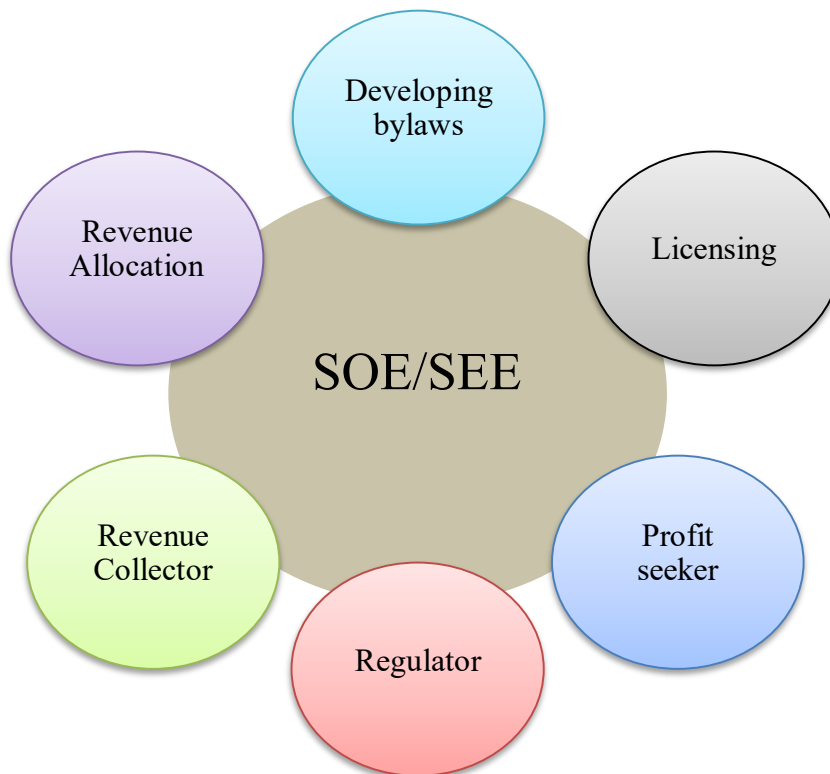 Developing
bylaws
Licensing
Revenue
Allocation
SOE/SEE
Revenue
Collector
Profit
seeker
Regulator